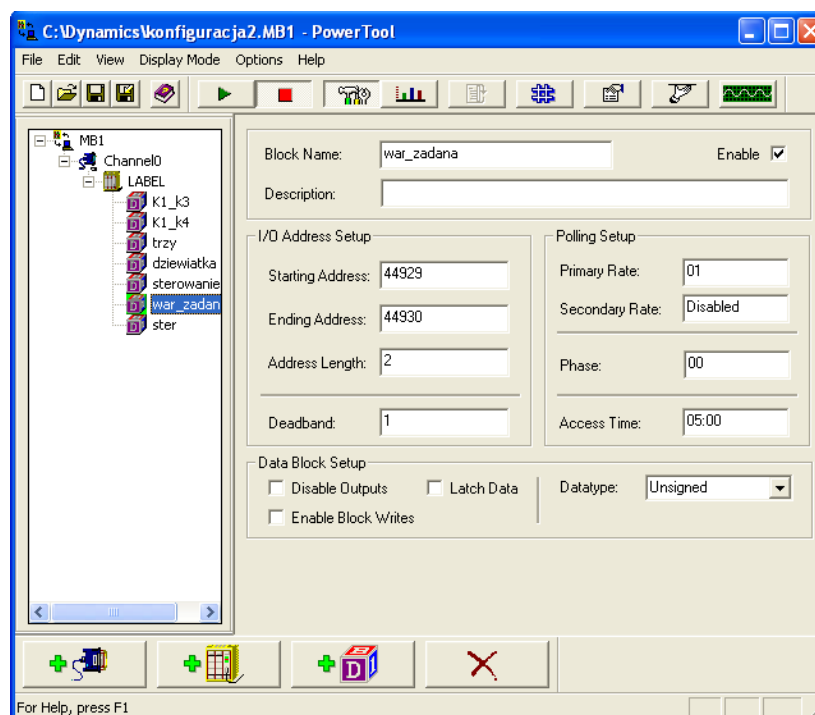 C:\Dynamics\konfiguracja2.MB1 - PowerTool
File Edit View Display Mode Options Help
MB1
Channel0
LABEL
K1_k3
K1_k4
trzy
dziewiatka
sterowanie
war_zadan
ster
Block Name: war_zadana Enable
Description:
I/O Address Setup Polling Setup
Starting Address: 44929 Primary Rate: 01
Ending Address: 44930 Secondary Rate: Disabled
Address Length: 2 Phase: 00
Deadband: 1 Access Time: 05:00
Data Block Setup
Disable Outputs Latch Data Datatype: Unsigned
Enable Block Writes
For Help, press F1